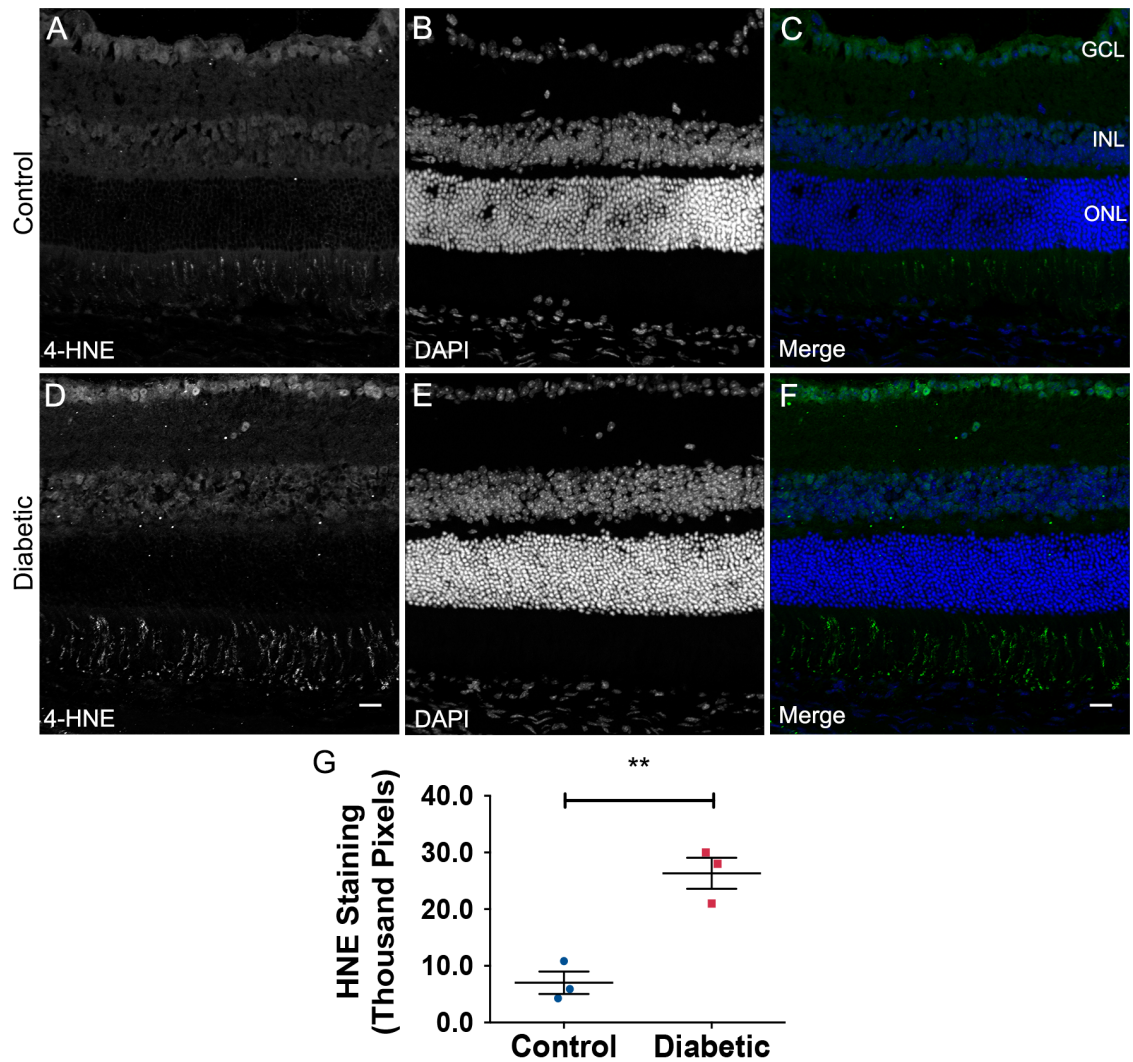 A
B
C
GCL
INL
ONL
Control
4-HNE
DAPI
Merge
D
E
F
Diabetic
4-HNE
DAPI
Merge
G
**
HNE Staining
(Thousand Pixels)
40.0
30.0
20.0
10.0
0.0
Control
Diabetic